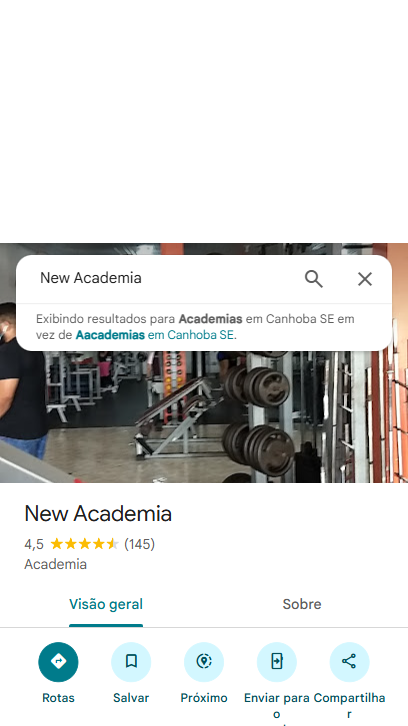 New Academia
Exibindo resultados para Academias em Canhoba SE em
vez de Aacademias em Canhoba SE.
New Academia
4,5 (145)
Academia
Visão geral
Sobre
Rotas
Salvar
Próximo
Enviar para
o
Compartilha
r